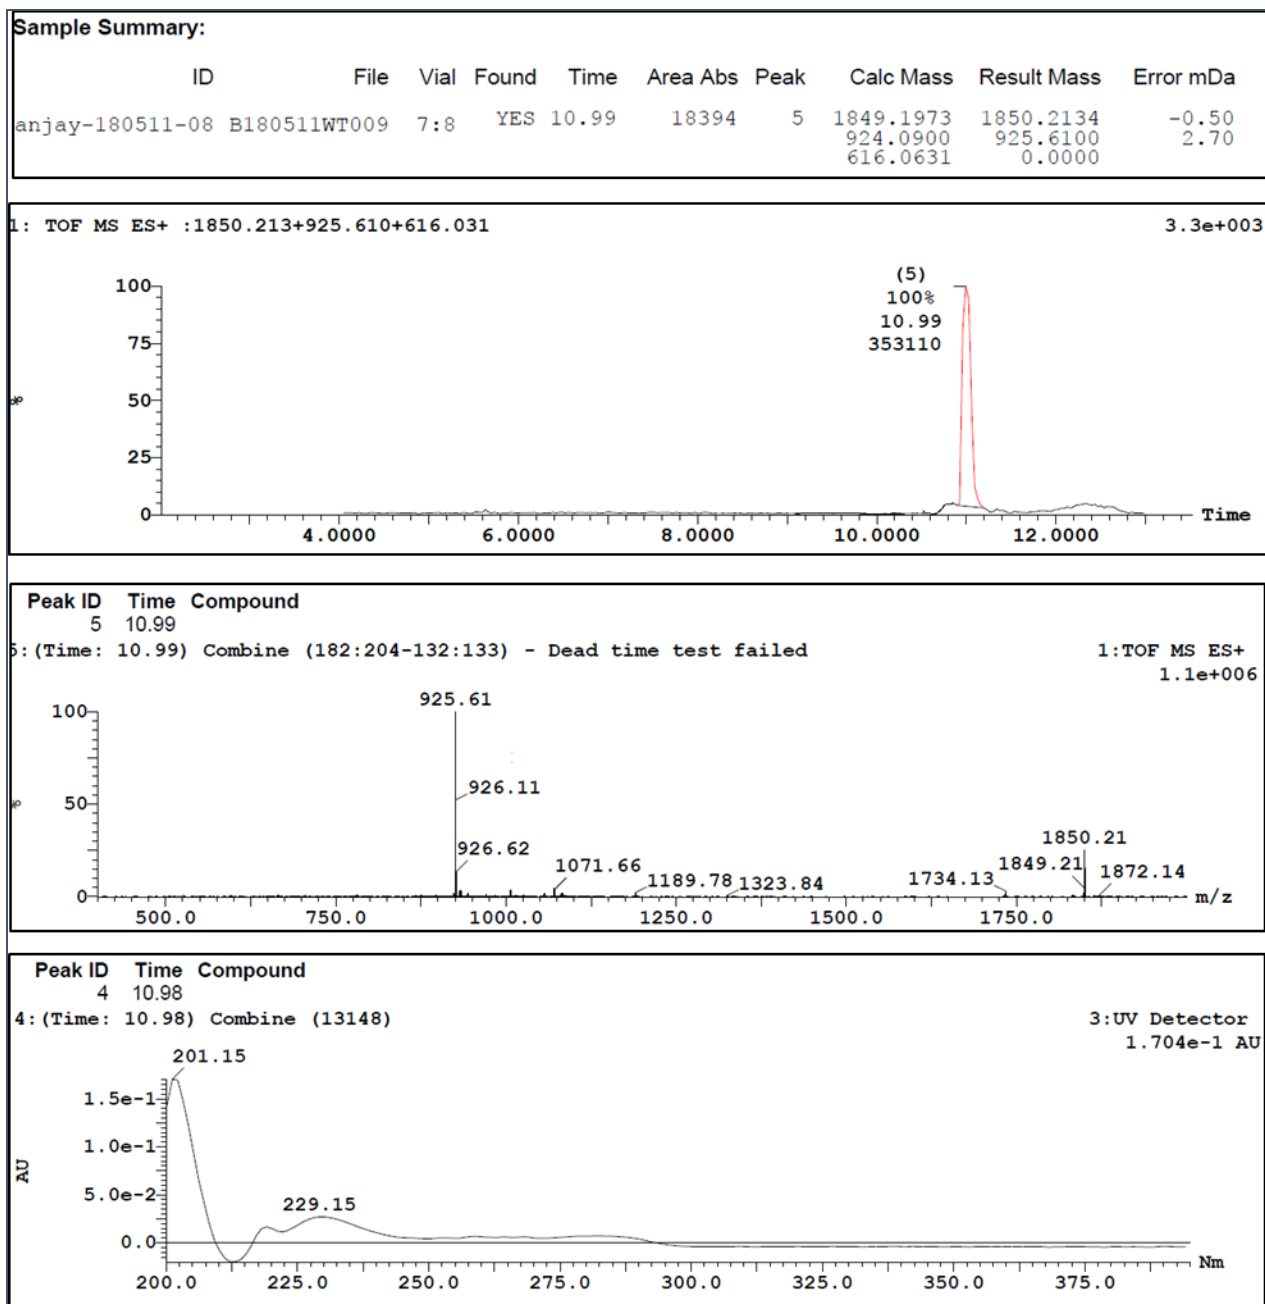 Sample Summary:
ID File Vial Found Time Area Abs Peak Calc Mass Result Mass Error mDa
anjay-180511-08 B180511WT009 7:8 YES 10.99 18394 5 1849.1973 1850.2134 -0.50
924.0900 925.6100 2.70
616.0631 0.0000
1: TOF MS ES+ :1850.213+925.610+616.031 3.3e+003
(5)
100%
10.99
353110
100
75
50
25
0
%
4.0000 6.0000 8.0000 10.0000 12.0000
Time
Peak ID Time Compound
5 10.99
5:(Time: 10.99) Combine (182:204-132:133) - Dead time test failed 1:TOF MS ES+
1.1e+006
925.61
100
926.11
50
%
1850.21
926.62 1071.66 1849.21 1872.14
1189.78 1323.84 1734.13
0
m/z
500.0 750.0 1000.0 1250.0 1500.0 1750.0
Peak ID Time Compound
4 10.98
4:(Time: 10.98) Combine (13148) 3:UV Detector
1.704e-1 AU
201.15
1.5e-1
1.0e-1
AU
5.0e-2
229.15
0.0
Nm
200.0 225.0 250.0 275.0 300.0 325.0 350.0 375.0